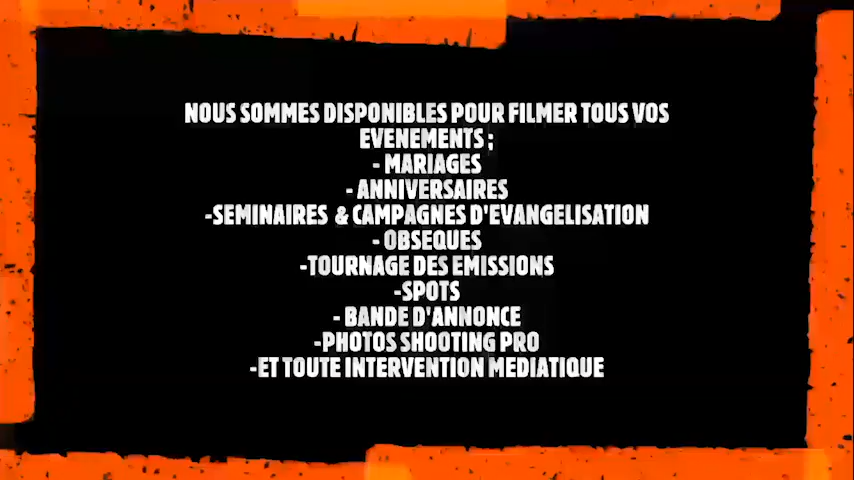 NOUS SOMMES DISPONIBLES POUR FILMER TOUS VOS
EVENEMENTS ;
- MARIAGES
- ANNIVERSAIRES
-SEMINAIRES & CAMPAGNES D'EVANGELISATION
- OBSEQUES
-TOURNAGE DES EMISSIONS
-SPOTS
- BANDE D'ANNONCE
-PHOTOS SHOOTING PRO
-ET TOUTE INTERVENTION MEDIATIQUE